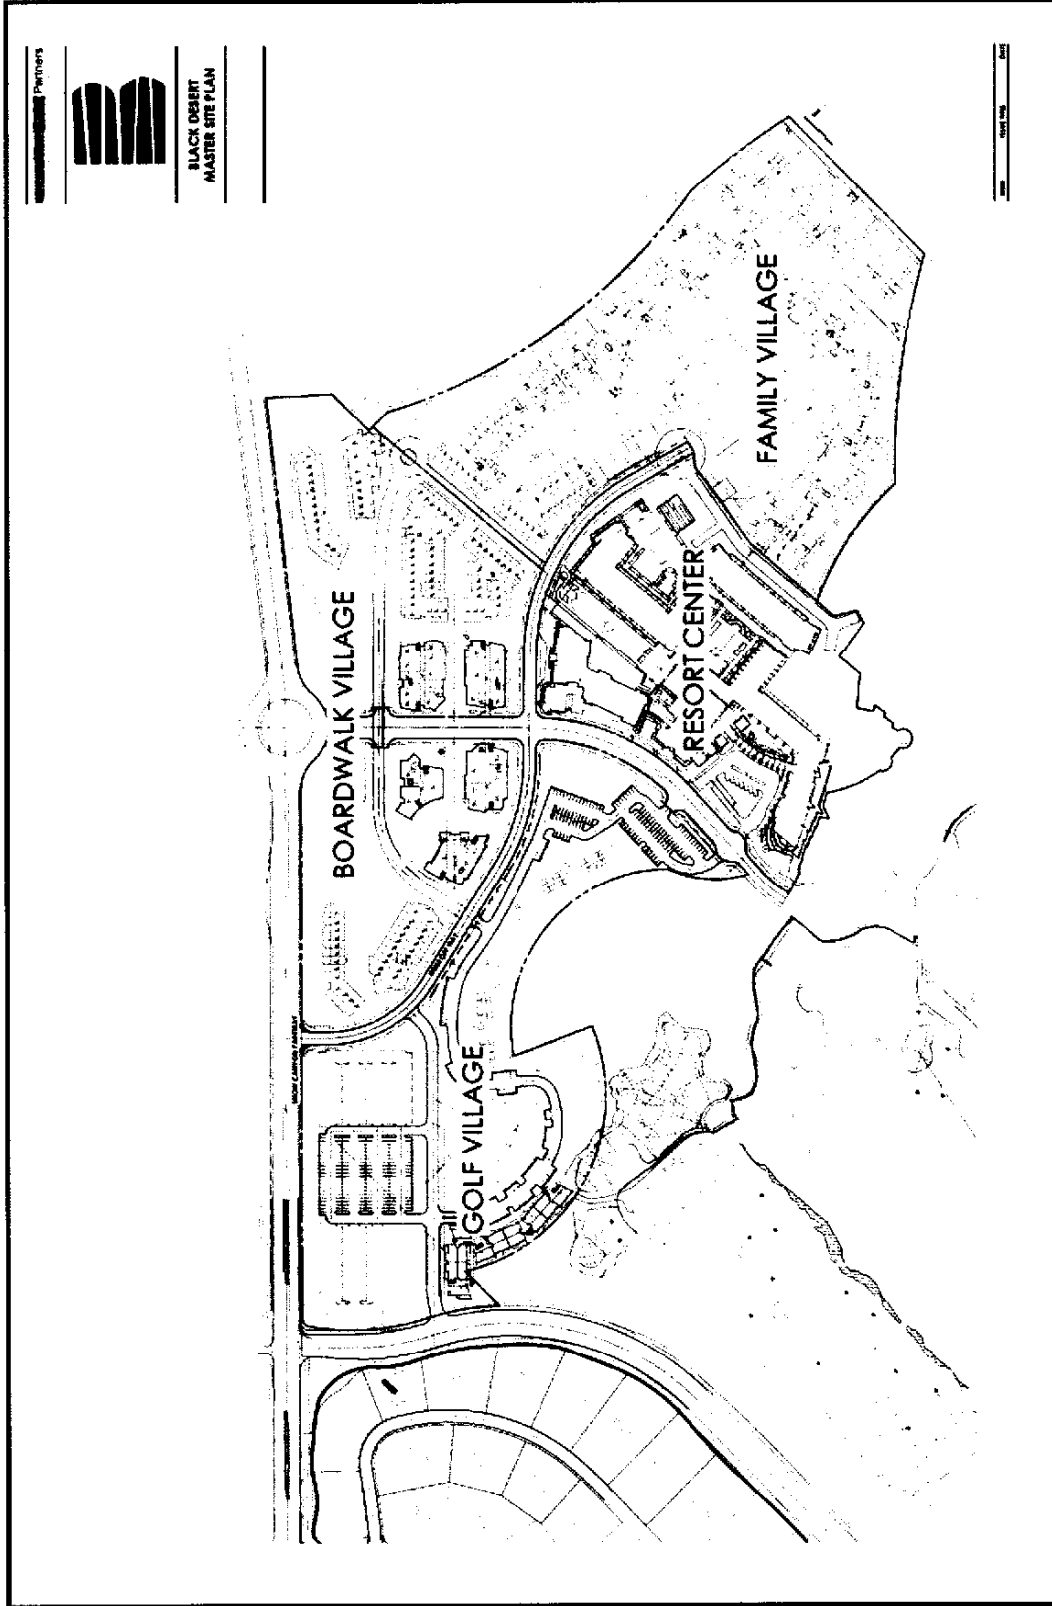 Partners
BLACK DESERT
MASTER SITE PLAN
BOARDWALK VILLAGE
GOLF VILLAGE
RESORT CENTER
FAMILY VILLAGE